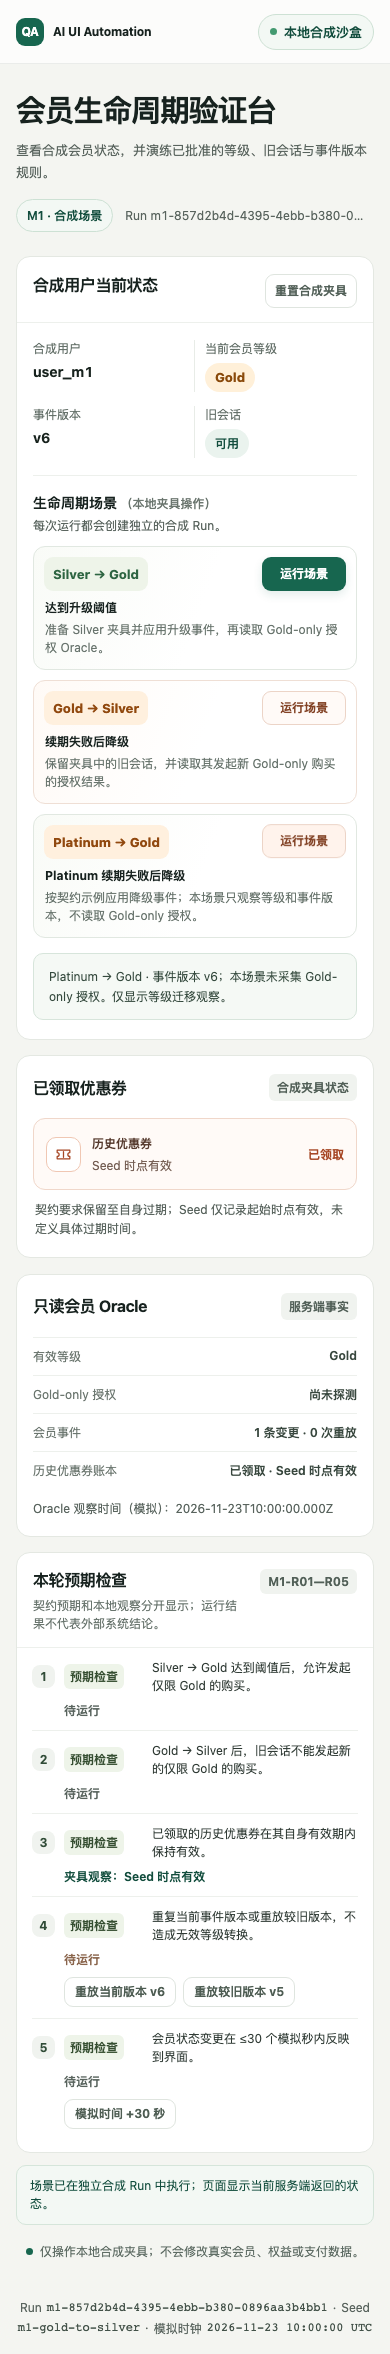 QA AI UI Automation 本地合成沙盒
会员生命周期验证台
查看合成会员状态，并演练已批准的等级、旧会话与事件版本
规则。
M1 · 合成场景 Run m1-857d2b4d-4395-4ebb-b380-0...
合成用户当前状态 重置合成夹具
合成用户 当前会员等级
user_m1 Gold
事件版本 旧会话
v6 可用
生命周期场景 （本地夹具操作）
每次运行都会创建独立的合成 Run。
Silver → Gold 运行场景
达到升级阈值
准备 Silver 夹具并应用升级事件，再读取 Gold-only 授
权 Oracle。
Gold → Silver 运行场景
续期失败后降级
保留夹具中的旧会话，并读取其发起新 Gold-only 购买
的授权结果。
Platinum → Gold 运行场景
Platinum 续期失败后降级
按契约示例应用降级事件；本场景只观察等级和事件版
本，不读取 Gold-only 授权。
Platinum → Gold · 事件版本 v6；本场景未采集 Gold-
only 授权。仅显示等级迁移观察。
已领取优惠券 合成夹具状态
历史优惠券
Seed 时点有效 已领取
契约要求保留至自身过期；Seed 仅记录起始时点有效，未
定义具体过期时间。
只读会员 Oracle 服务端事实
有效等级 Gold
Gold-only 授权 尚未探测
会员事件 1 条变更 · 0 次重放
历史优惠券账本 已领取 · Seed 时点有效
Oracle 观察时间（模拟）：2026-11-23T10:00:00.000Z
本轮预期检查 M1-R01—R05
契约预期和本地观察分开显示；运行结
果不代表外部系统结论。
1 预期检查 Silver → Gold 达到阈值后，允许发起
仅限 Gold 的购买。
待运行
2 预期检查 Gold → Silver 后，旧会话不能发起新
的仅限 Gold 的购买。
待运行
3 预期检查 已领取的历史优惠券在其自身有效期内
保持有效。
夹具观察：Seed 时点有效
4 预期检查 重复当前事件版本或重放较旧版本，不
造成无效等级转换。
待运行
重放当前版本 v6 重放较旧版本 v5
5 预期检查 会员状态变更在 ≤30 个模拟秒内反映
到界面。
待运行
模拟时间 +30 秒
场景已在独立合成 Run 中执行；页面显示当前服务端返回的状
态。
仅操作本地合成夹具；不会修改真实会员、权益或支付数据。
Run m1-857d2b4d-4395-4ebb-b380-0896aa3b4bb1 · Seed
m1-gold-to-silver · 模拟时钟 2026-11-23 10:00:00 UTC